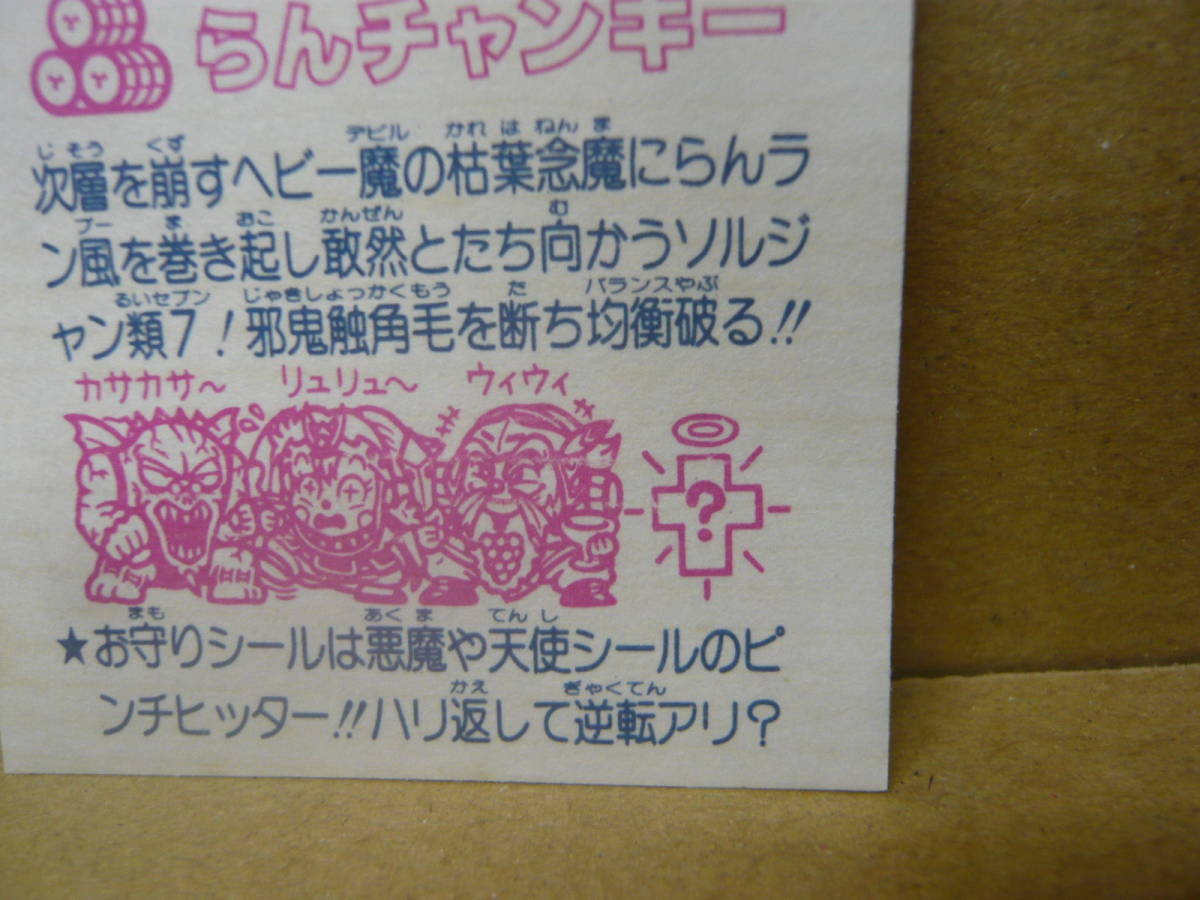 らんチャンキー
次層を崩すヘビー魔の枯葉念魔にらんラ
ン風を巻き起し敢然とたち向かうソルジ
ャン類7！邪鬼触角毛を断ち均衡破る!!
カサカサ〜 リュリュ〜 ウィウィ
?
★お守りシールは悪魔や天使シールのピ
ンチヒッター!!ハリ返して逆転アリ?